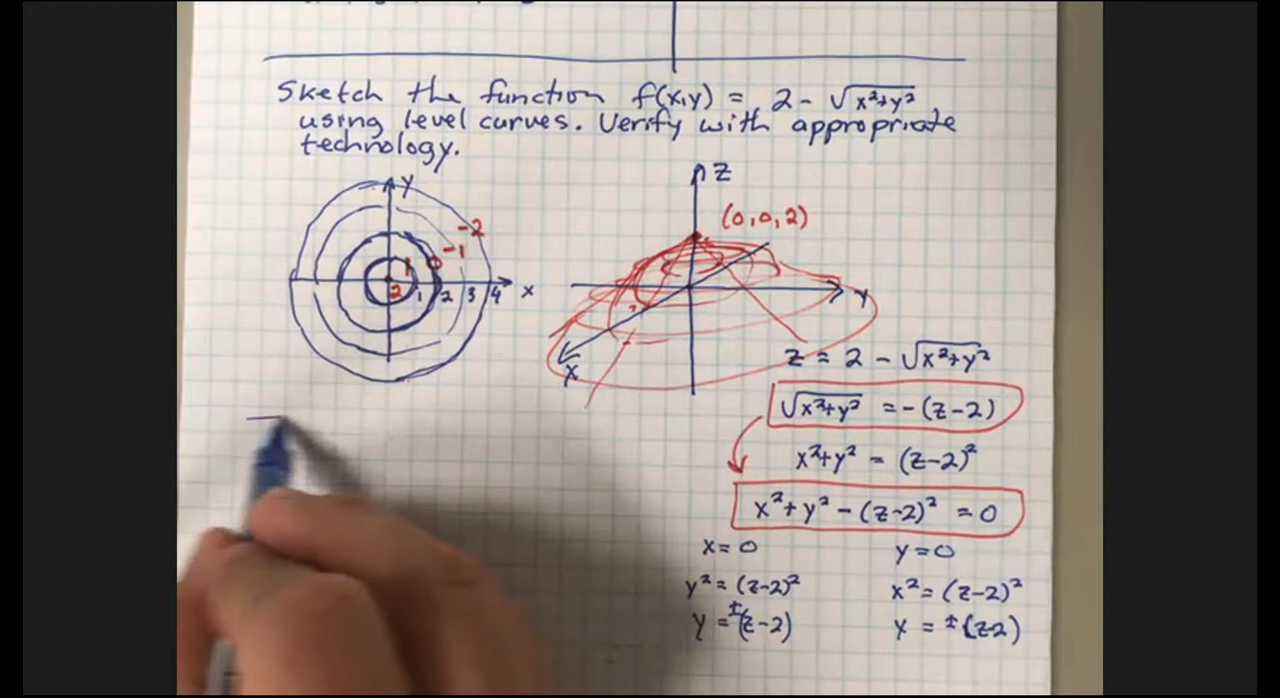 Sketch the function f(x,y) = 2 - √(x²+y²)
using level curves. Verify with appropriate
technology.
y
-2
-1
1 0
2 1 2 3 4 x
z
(0,0,2)
y
x
z = 2 - √(x²+y²)
√(x²+y²) = -(z-2)
x²+y² = (z-2)²
x²+y² - (z-2)² = 0
x=0 y=0
y² = (z-2)² x² = (z-2)²
y = ±(z-2) x = ±(z-2)